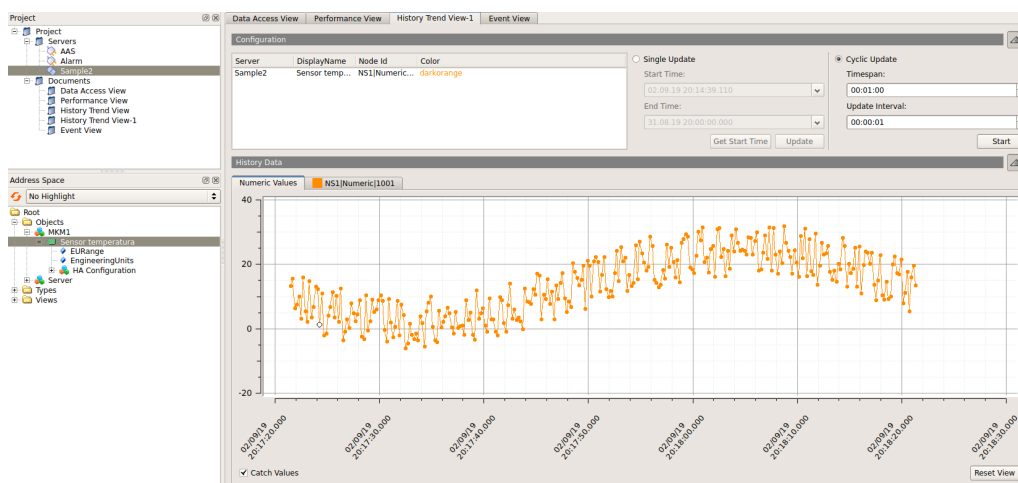 Project
Project
Servers
AAS
Alarm
Sample2
Documents
Data Access View
Performance View
History Trend View
History Trend View-1
Event View
Address Space
No Highlight
Root
Objects
MKM1
Sensor temperatura
EURange
EngineeringUnits
HA Configuration
Server
Types
Views
Data Access View Performance View History Trend View-1 Event View
Configuration
Server DisplayName Node Id Color
Sample2 Sensor temp... NS1|Numeric... darkorange
Single Update
Start Time:
02.09.19 20:14:39.110
End Time:
31.08.19 20:00:00.000
Get Start Time Update
Cyclic Update
Timespan:
00:01:00
Update Interval:
00:00:01
Start
History Data
Numeric Values NS1|Numeric|1001
40
20
0
-20
02/09/19
20:17:20.000
02/09/19
20:17:30.000
02/09/19
20:17:40.000
02/09/19
20:17:50.000
02/09/19
20:18:00.000
02/09/19
20:18:10.000
02/09/19
20:18:20.000
02/09/19
20:18:30.000
Catch Values
Reset View